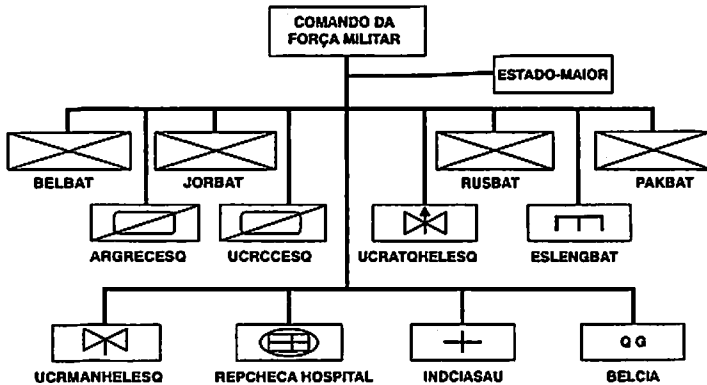 COMANDO DA
FORÇA MILITAR
ESTADO-MAIOR
BELBAT
JORBAT
RUSBAT
PAKBAT
ARGRECESQ
UCRCCESQ
UCRATQHELESQ
ESLENGBAT
QG
UCRMANHELESQ
REPCHECA HOSPITAL
INDCIASAU
BELCIA